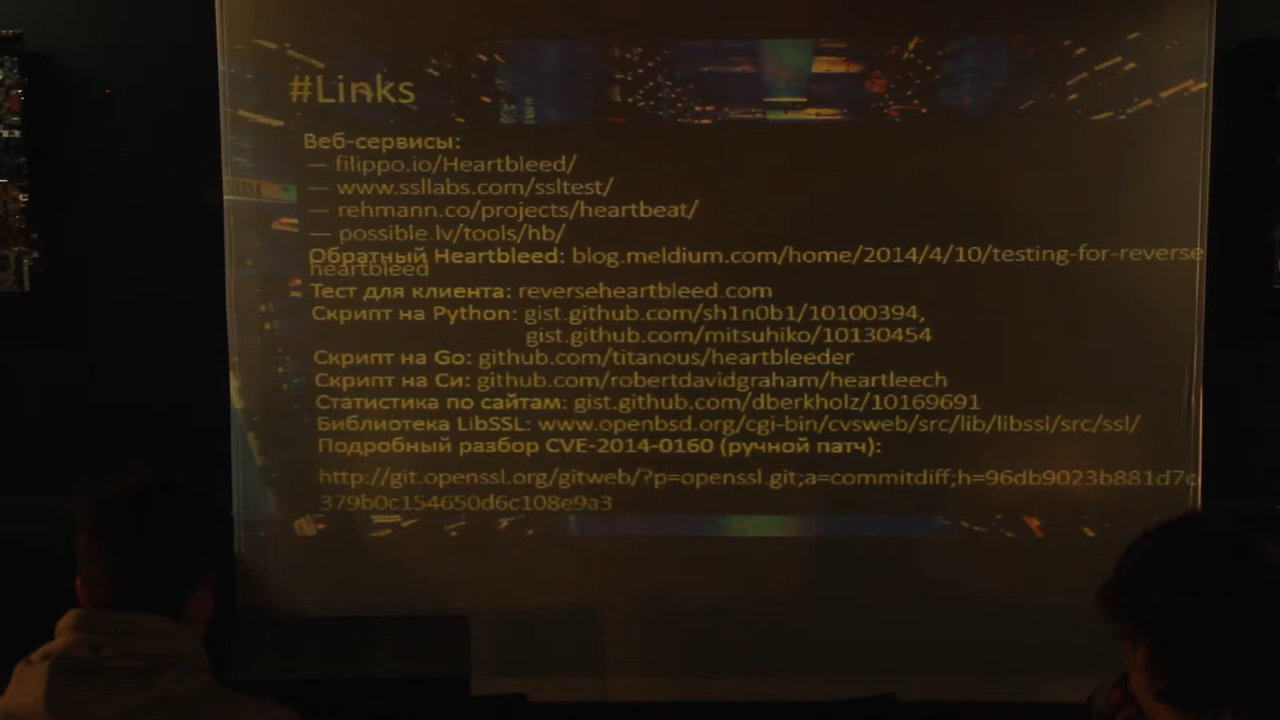 #Links
Веб-сервисы:
— filippo.io/Heartbleed/
— www.ssllabs.com/ssltest/
— rehmann.co/projects/heartbeat/
— possible.lv/tools/hb/
Обратный Heartbleed: blog.meldium.com/home/2014/4/10/testing-for-reverse
heartbleed
Тест для клиента: reverseheartbleed.com
Скрипт на Python: gist.github.com/sh1n0b1/10100394,
gist.github.com/mitsuhiko/10130454
Скрипт на Go: github.com/titanous/heartbleeder
Скрипт на Си: github.com/robertdavidgraham/heartleech
Статистика по сайтам: gist.github.com/dberkholz/10169691
Библиотека LibSSL: www.openbsd.org/cgi-bin/cvsweb/src/lib/libssl/src/ssl/
Подробный разбор CVE-2014-0160 (ручной патч):
http://git.openssl.org/gitweb/?p=openssl.git;a=commitdiff;h=96db9023b881d7c
379b0c154650d6c108e9a3